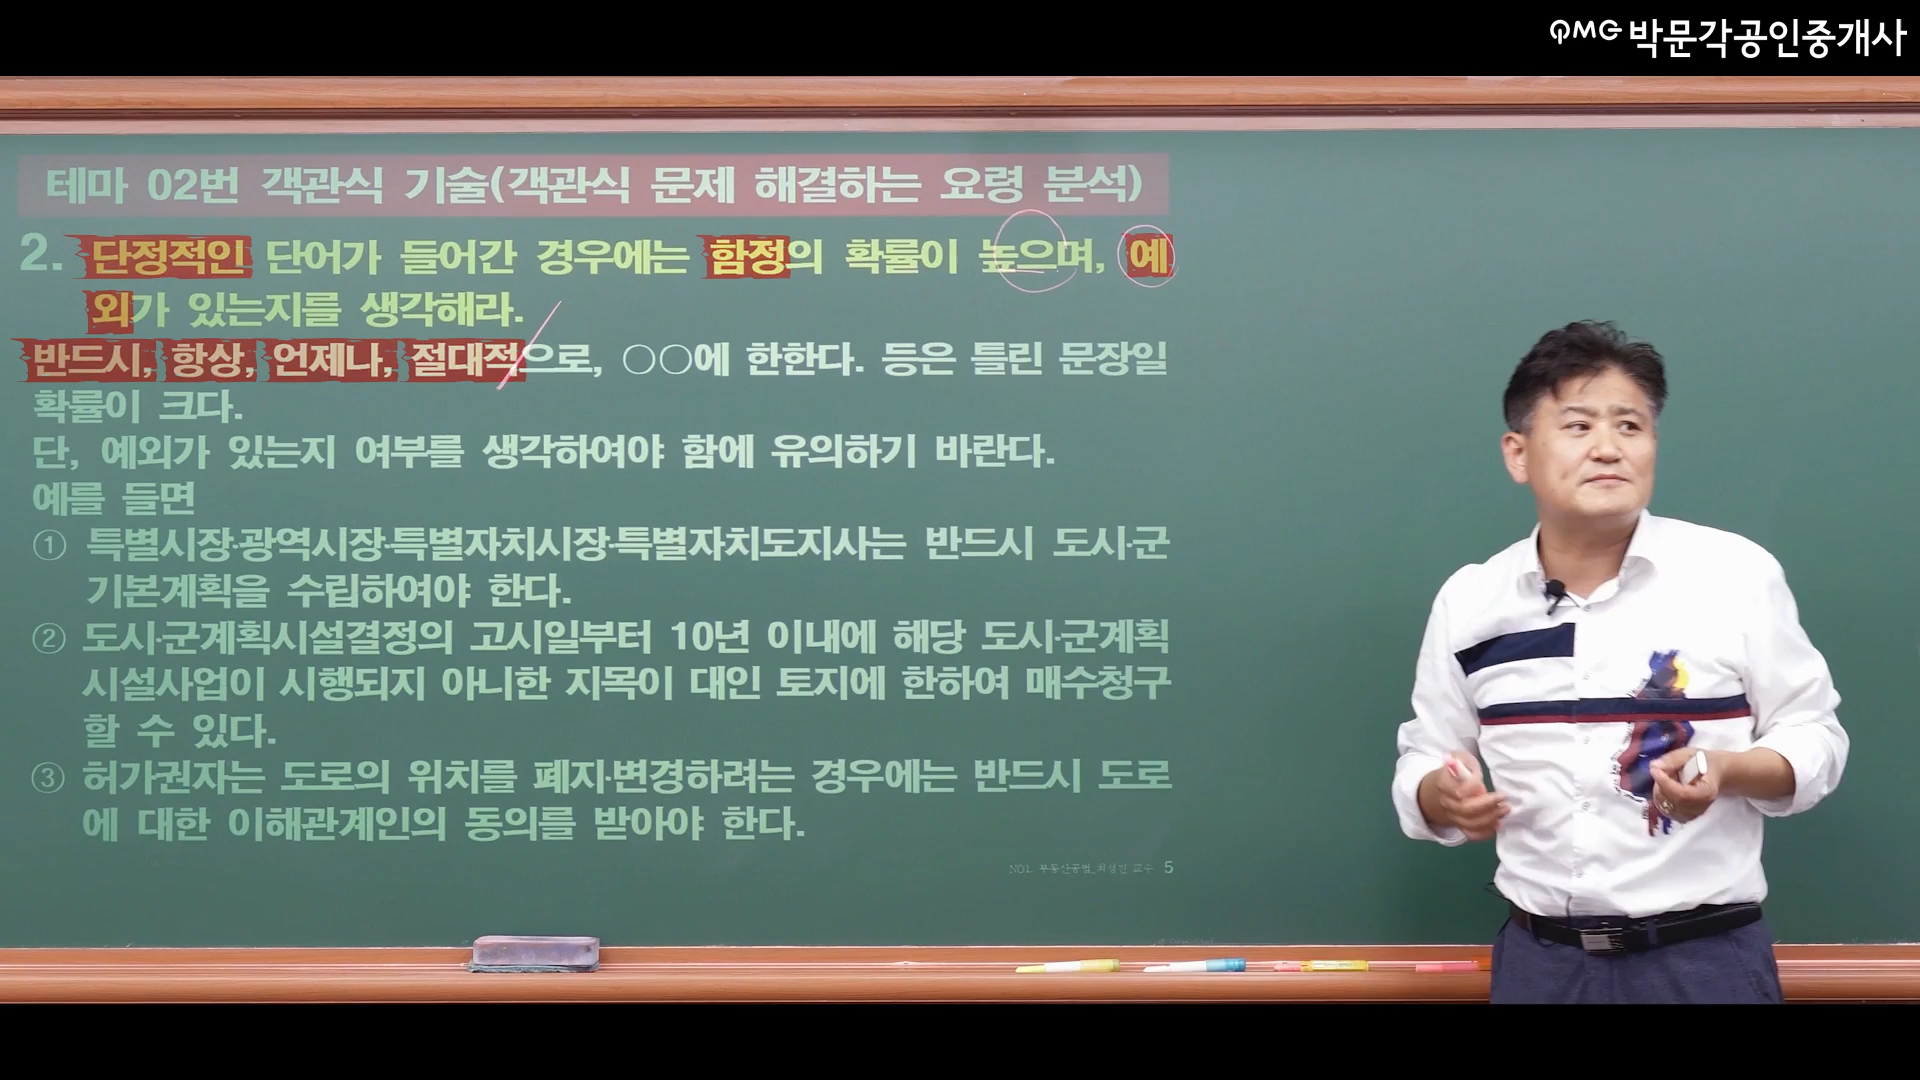 PMG 박문각공인중개사
테마 02번 객관식 기술(객관식 문제 해결하는 요령 분석)
2. 단정적인 단어가 들어간 경우에는 함정의 확률이 높으며, 예
외가 있는지를 생각해라.
반드시, 항상, 언제나, 절대적으로, ○○에 한한다. 등은 틀린 문장일
확률이 크다.
단, 예외가 있는지 여부를 생각하여야 함에 유의하기 바란다.
예를 들면
① 특별시장·광역시장·특별자치시장·특별자치도지사는 반드시 도시·군
기본계획을 수립하여야 한다.
② 도시·군계획시설결정의 고시일부터 10년 이내에 해당 도시·군계획
시설사업이 시행되지 아니한 지목이 대인 토지에 한하여 매수청구
할 수 있다.
③ 허가권자는 도로의 위치를 폐지·변경하려는 경우에는 반드시 도로
에 대한 이해관계인의 동의를 받아야 한다.
NO1. 부동산공법_최성진 교수 5